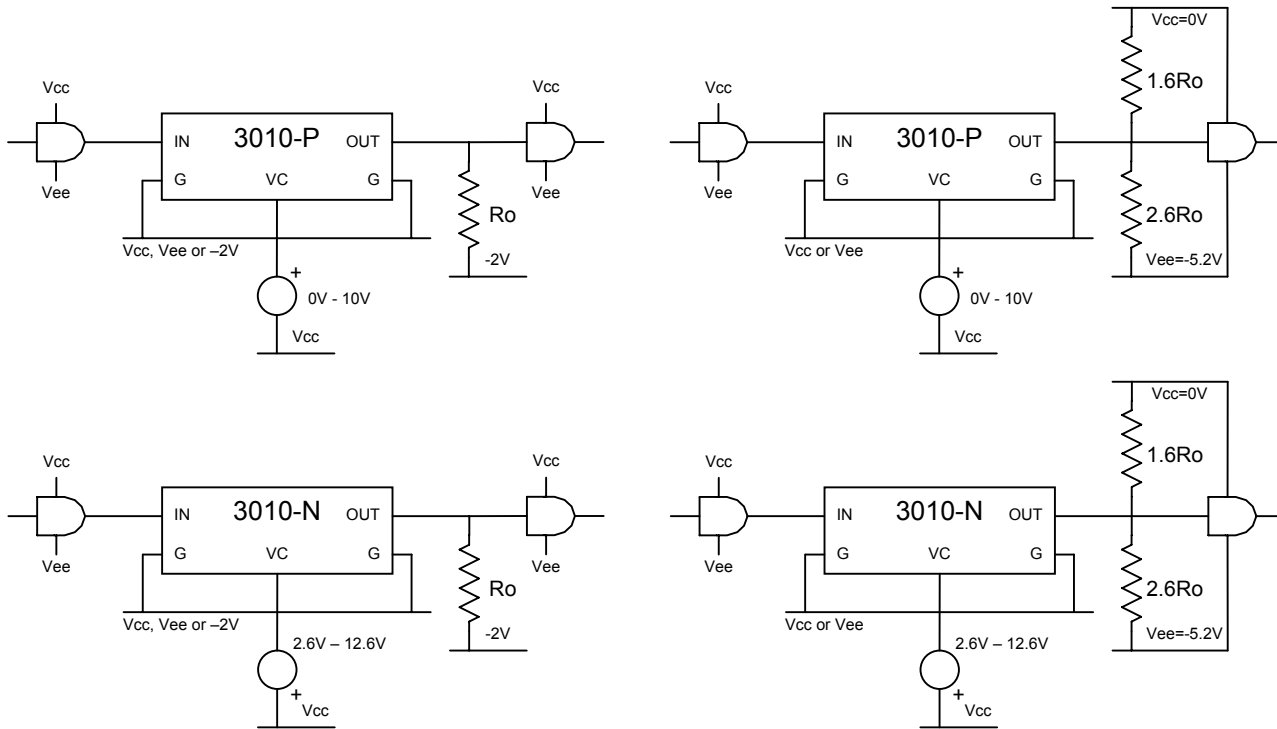 Vcc
Vee
IN
3010-P
OUT
G
VC
G
Vcc, Vee or –2V
+
0V - 10V
Vcc
Ro
-2V
Vcc
Vee
Vcc
Vee
IN
3010-P
OUT
G
VC
G
Vcc or Vee
+
0V - 10V
Vcc
Vcc=0V
1.6Ro
2.6Ro
Vee=-5.2V
Vcc
Vee
IN
3010-N
OUT
G
VC
G
Vcc, Vee or –2V
2.6V – 12.6V
+
Vcc
Ro
-2V
Vcc
Vee
Vcc
Vee
IN
3010-N
OUT
G
VC
G
Vcc or Vee
2.6V – 12.6V
+
Vcc
Vcc=0V
1.6Ro
2.6Ro
Vee=-5.2V